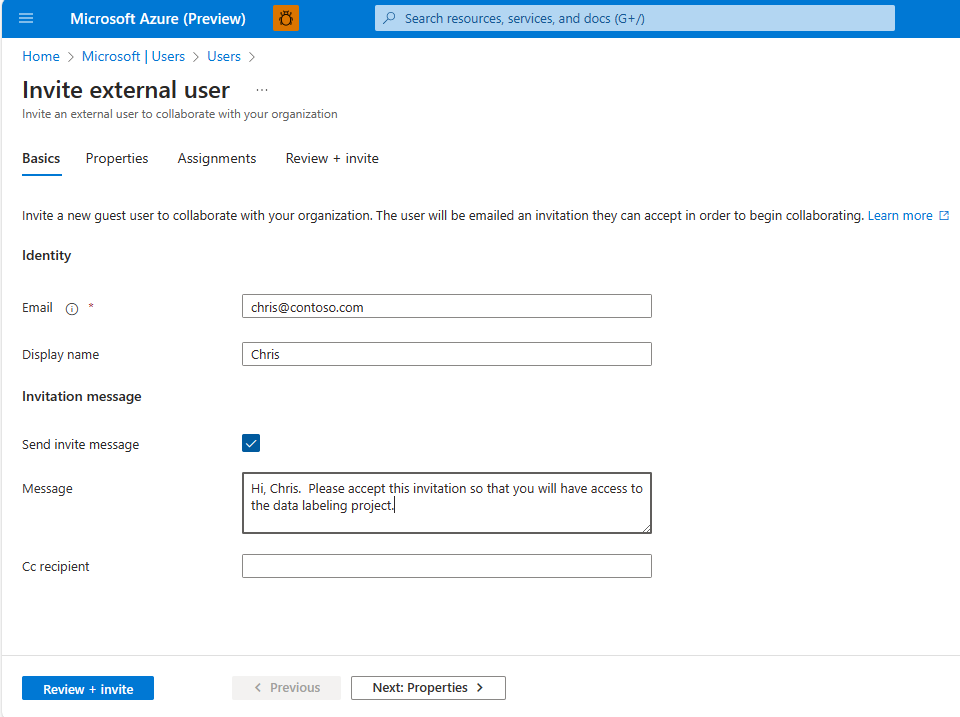 Microsoft Azure (Preview)
Search resources, services, and docs (G+/)
Home > Microsoft | Users > Users >
Invite external user ...
Invite an external user to collaborate with your organization
Basics Properties Assignments Review + invite
Invite a new guest user to collaborate with your organization. The user will be emailed an invitation they can accept in order to begin collaborating. Learn more
Identity
Email * chris@contoso.com
Display name Chris
Invitation message
Send invite message
Message Hi, Chris.  Please accept this invitation so that you will have access to
the data labeling project.
Cc recipient
Review + invite < Previous Next: Properties >